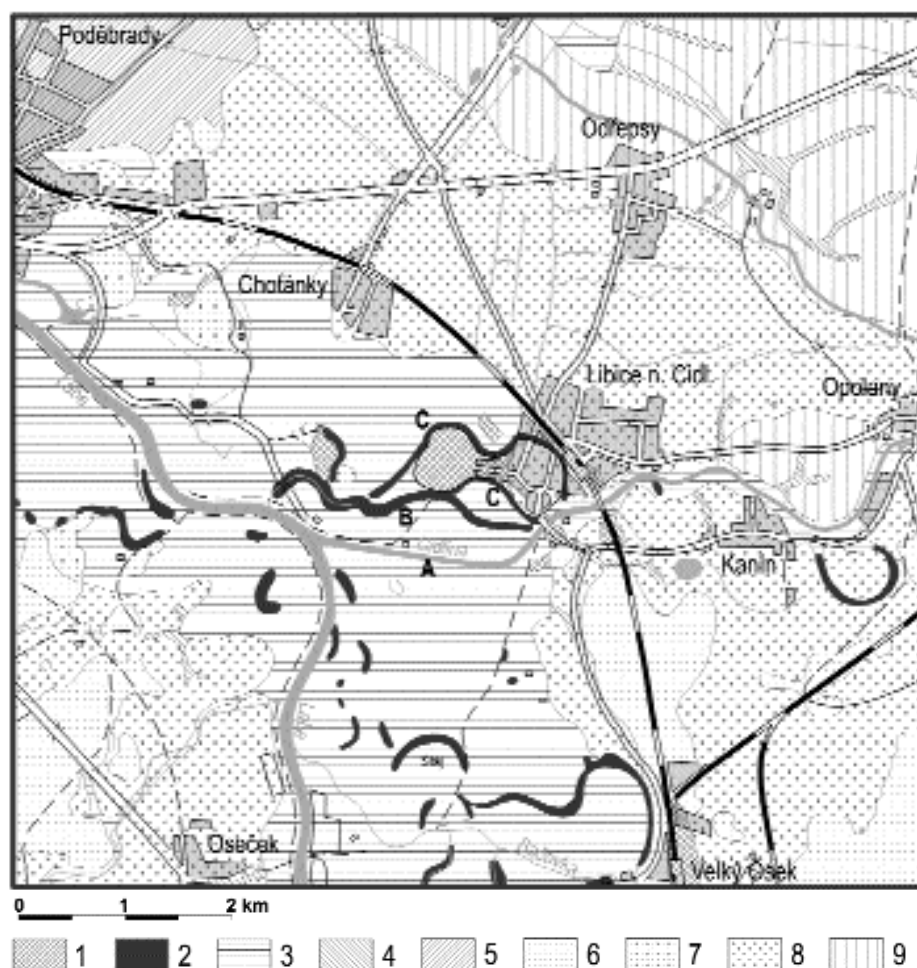 Poděbrady
Odřepsy
Choťánky
Libice n. Cidl.
Opolany
C
C
B
Cidlina
A
Kanín
Oseček
Velký Osek
0 1 2 km
1 2 3 4 5 6 7 8 9